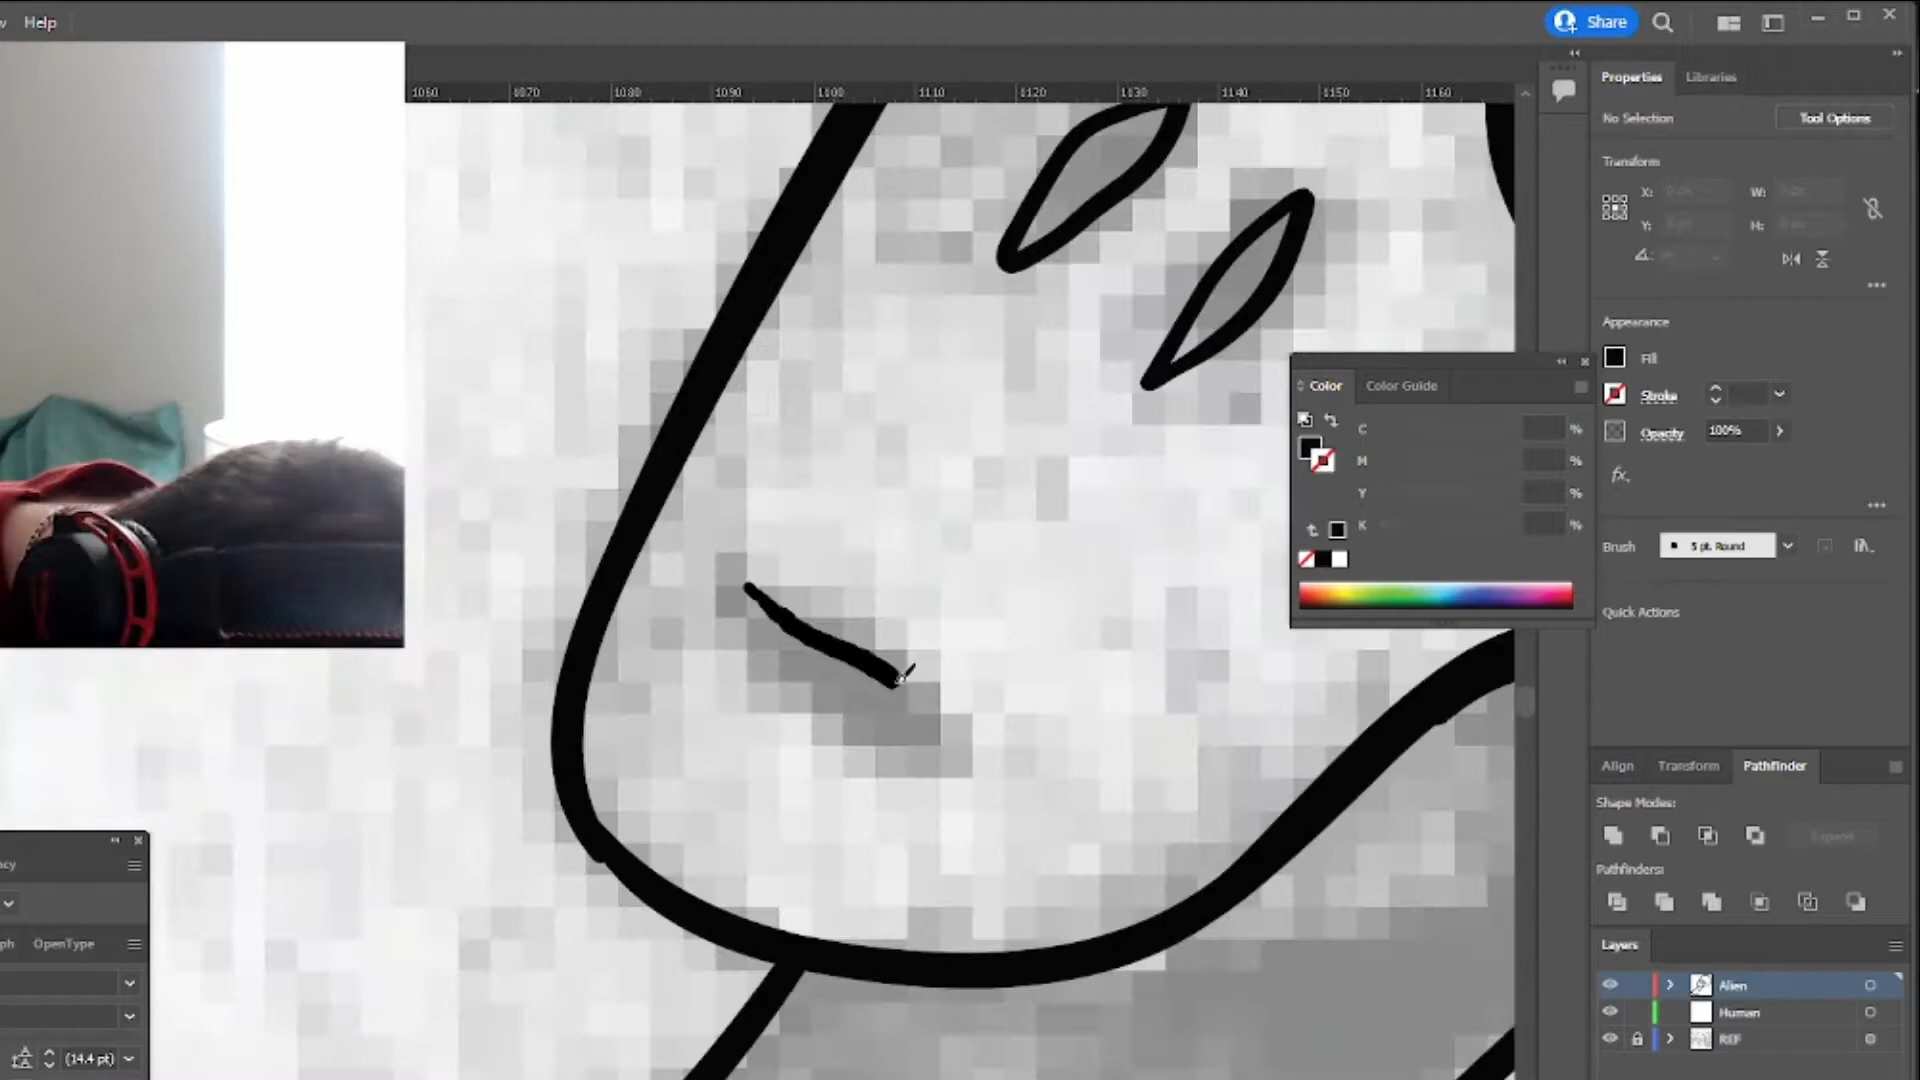 Help
Share
1060 1070 1080 1090 1100 1110 1120 1130 1140 1150 1160
Properties Libraries
No Selection Tool Options
Transform
X: W:
Y: H:
Appearance
Fill
Stroke
Opacity 100%
fx.
Brush 5 pt. Round
Quick Actions
Color Color Guide
C %
M %
Y %
K %
Align Transform Pathfinder
Shape Modes:
Expand
Pathfinders:
Layers
Alien
Human
REF
OpenType
(14.4 pt)